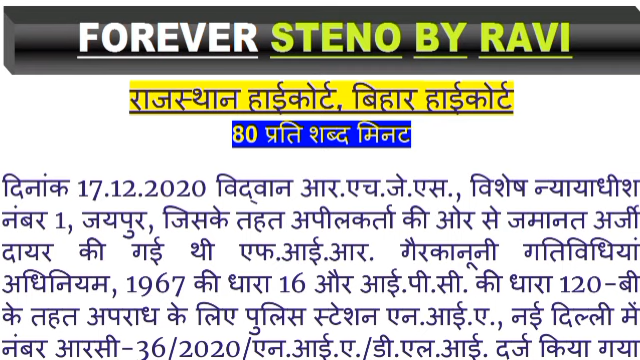 FOREVER STENO BY RAVI
राजस्थान हाईकोर्ट, बिहार हाईकोर्ट
80 प्रति शब्द मिनट
दिनांक 17.12.2020 विद्वान आर.एच.जे.एस., विशेष न्यायाधीश
नंबर 1, जयपुर, जिसके तहत अपीलकर्ता की ओर से जमानत अर्जी
दायर की गई थी एफ.आई.आर. गैरकानूनी गतिविधियां
अधिनियम, 1967 की धारा 16 और आई.पी.सी. की धारा 120-बी
के तहत अपराध के लिए पुलिस स्टेशन एन.आई.ए., नई दिल्ली में
नंबर आरसी-36/2020/एन.आई.ए./डी.एल.आई. दर्ज किया गया